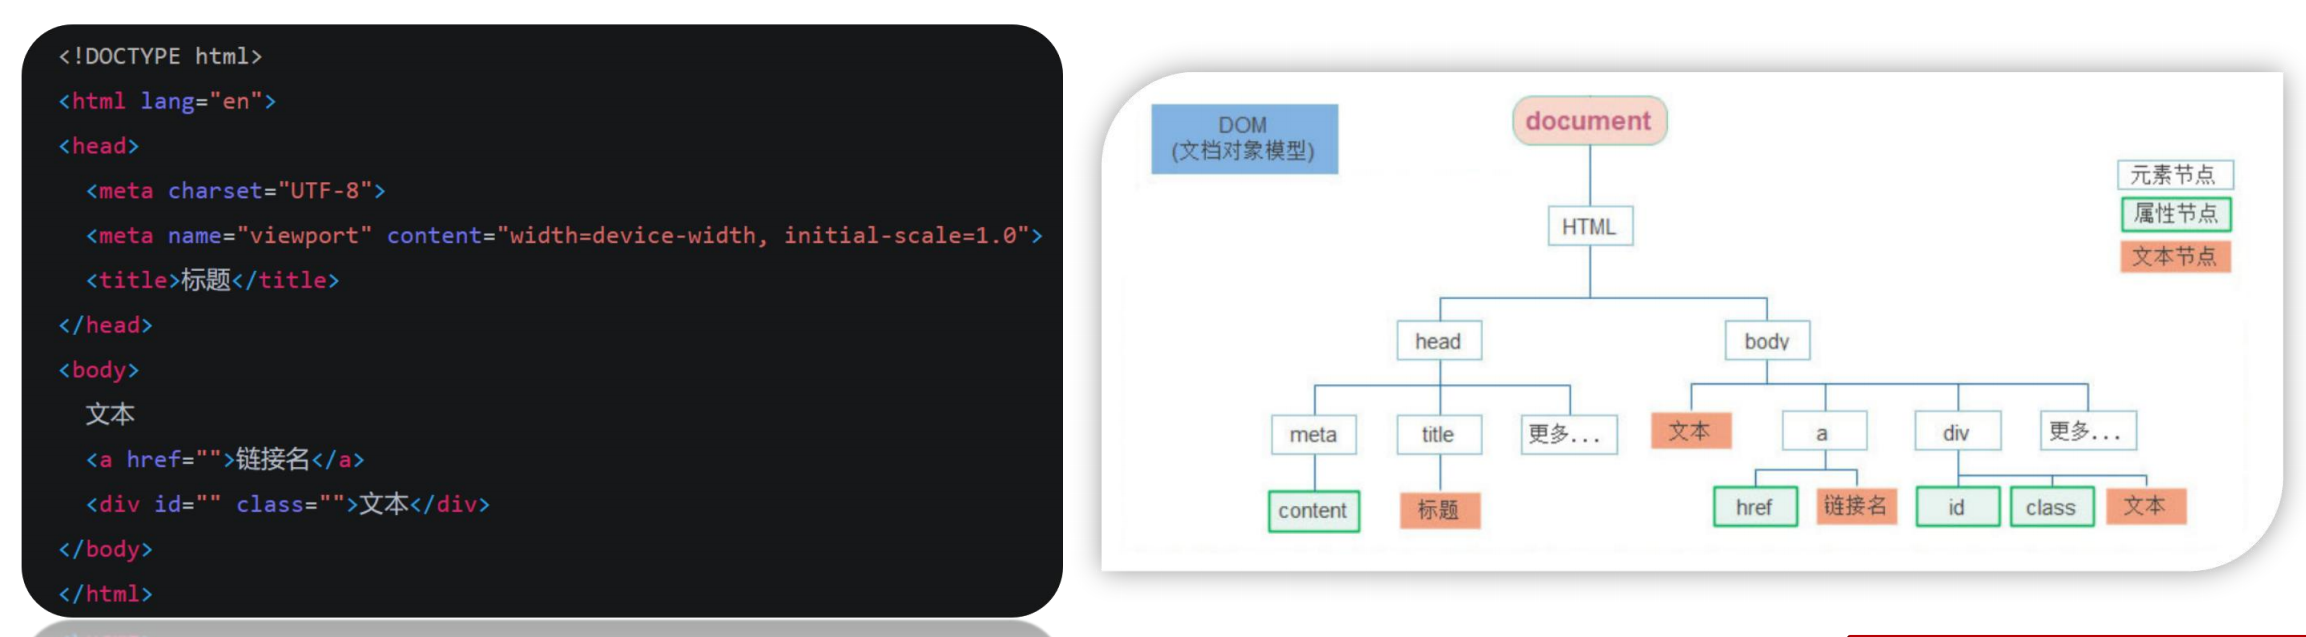 <!DOCTYPE html>
<html lang="en">
<head>
<meta charset="UTF-8">
<meta name="viewport" content="width=device-width, initial-scale=1.0">
<title>标题</title>
</head>
<body>
文本
<a href="">链接名</a>
<div id="" class="">文本</div>
</body>
</html>
DOM
(文档对象模型)
document
元素节点
属性节点
文本节点
HTML
head
body
meta
title
更多...
文本
a
div
更多...
content
标题
href
链接名
id
class
文本